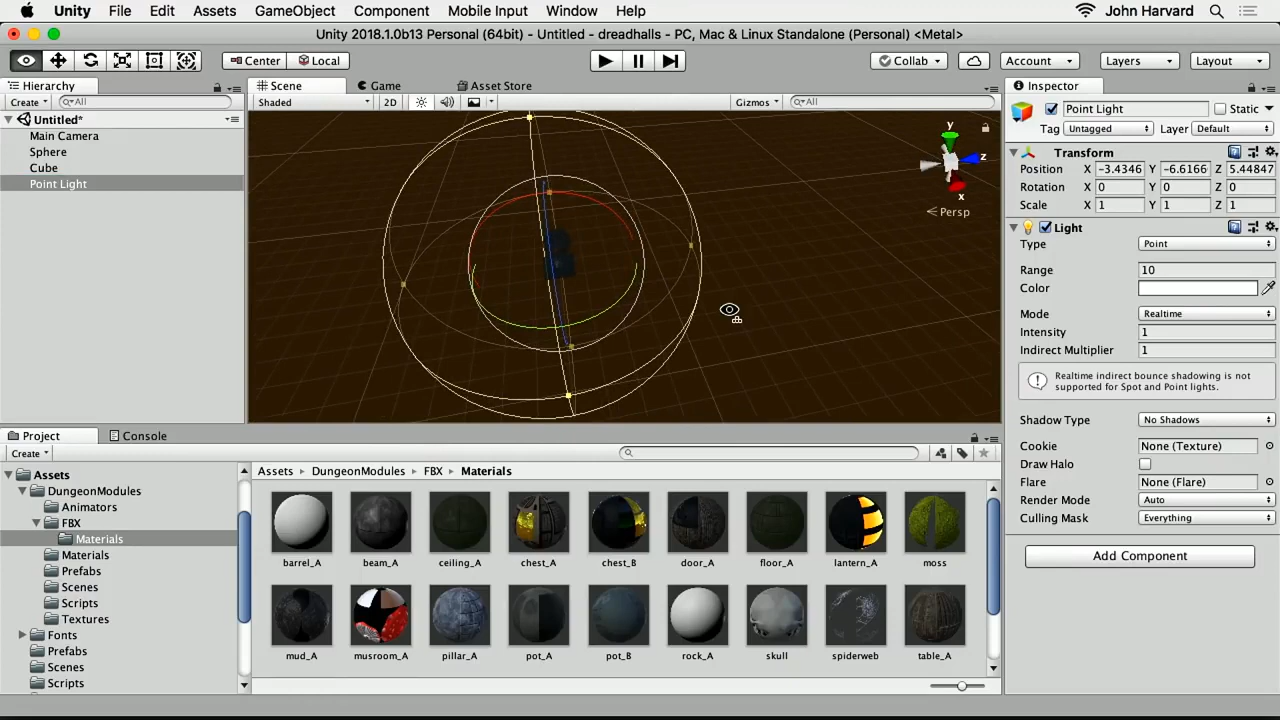 Unity File Edit Assets GameObject Component Mobile Input Window Help John Harvard
Unity 2018.1.0b13 Personal (64bit) - Untitled - dreadhalls - PC, Mac & Linux Standalone (Personal) <Metal>
Center Local Collab Account Layers Layout
Hierarchy
Create All
Untitled*
Main Camera
Sphere
Cube
Point Light
Scene Game Asset Store
Shaded 2D Gizmos All
y
z
x
Persp
Inspector
Point Light Static
Tag Untagged Layer Default
Transform
Position X -3.4346 Y -6.6166 Z 5.44847
Rotation X 0 Y 0 Z 0
Scale X 1 Y 1 Z 1
Light
Type Point
Range 10
Color
Mode Realtime
Intensity 1
Indirect Multiplier 1
Realtime indirect bounce shadowing is not
supported for Spot and Point lights.
Shadow Type No Shadows
Cookie None (Texture)
Draw Halo
Flare None (Flare)
Render Mode Auto
Culling Mask Everything
Add Component
Project Console
Create
Assets
DungeonModules
Animators
FBX
Materials
Materials
Prefabs
Scenes
Scripts
Textures
Fonts
Prefabs
Scenes
Scripts
Assets DungeonModules FBX Materials
barrel_A beam_A ceiling_A chest_A chest_B door_A floor_A lantern_A moss
mud_A musroom_A pillar_A pot_A pot_B rock_A skull spiderweb table_A